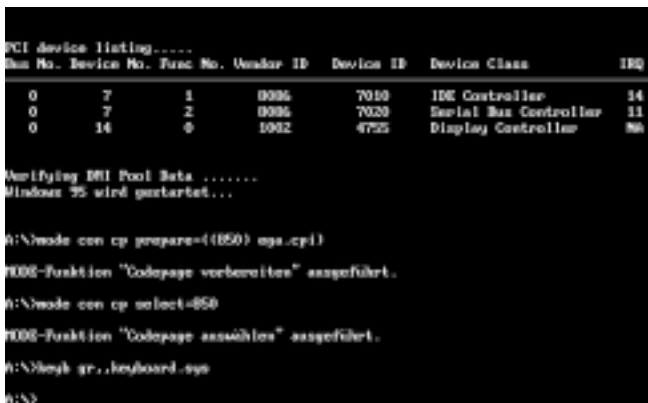 PCI device listing.....
Bus No. Device No. Func No. Vendor ID Device ID Device Class IRQ
0 7 1 8086 7010 IDE Controller 14
0 7 2 8086 7020 Serial Bus Controller 11
0 14 0 1002 4755 Display Controller NA
Verifying DMI Pool Data .......
Windows 95 wird gestartet...
A:\>mode con cp prepare=((850) ega.cpi)
MODE-Funktion "Codepage vorbereiten" ausgeführt.
A:\>mode con cp select=850
MODE-Funktion "Codepage auswählen" ausgeführt.
A:\>keyb gr,,keyboard.sys
A:\>